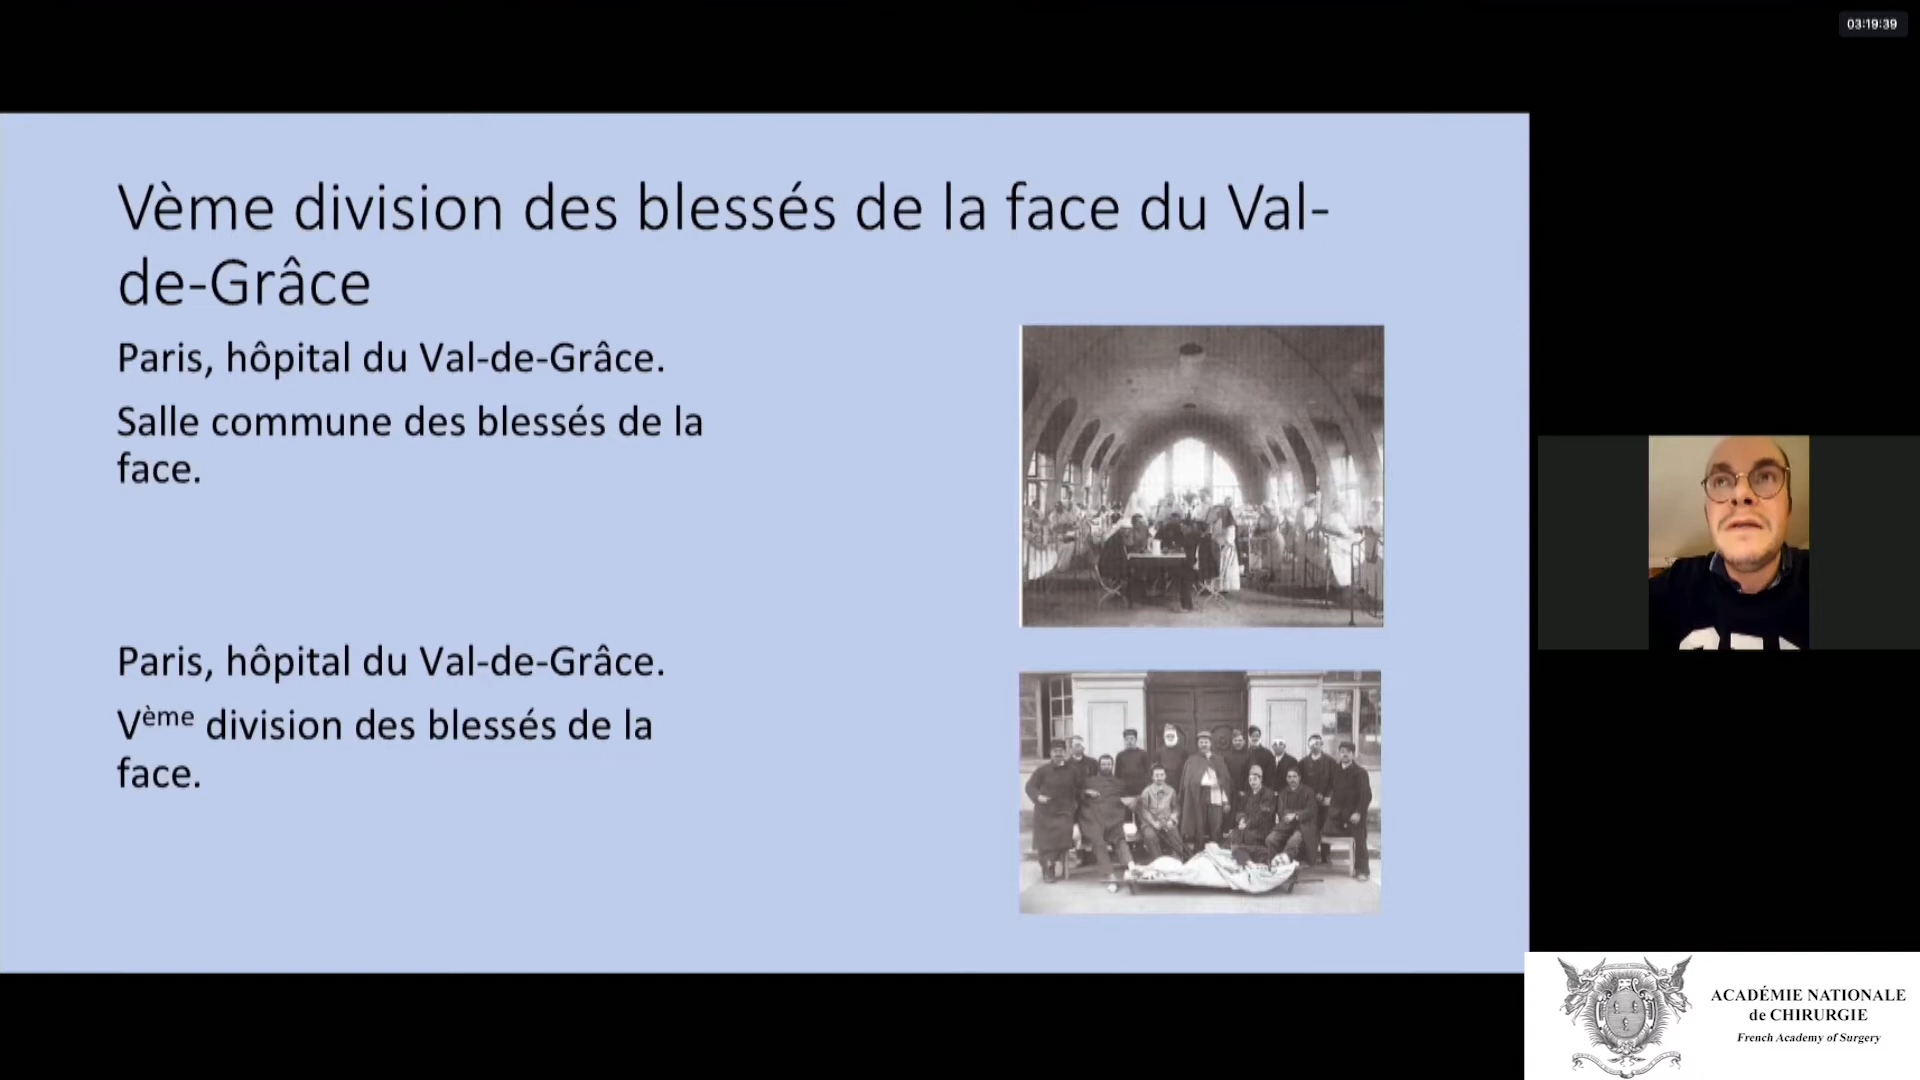 03:19:39
Vème division des blessés de la face du Val-
de-Grâce
Paris, hôpital du Val-de-Grâce.
Salle commune des blessés de la
face.
Paris, hôpital du Val-de-Grâce.
Vème division des blessés de la
face.
ACADÉMIE NATIONALE
de CHIRURGIE
French Academy of Surgery